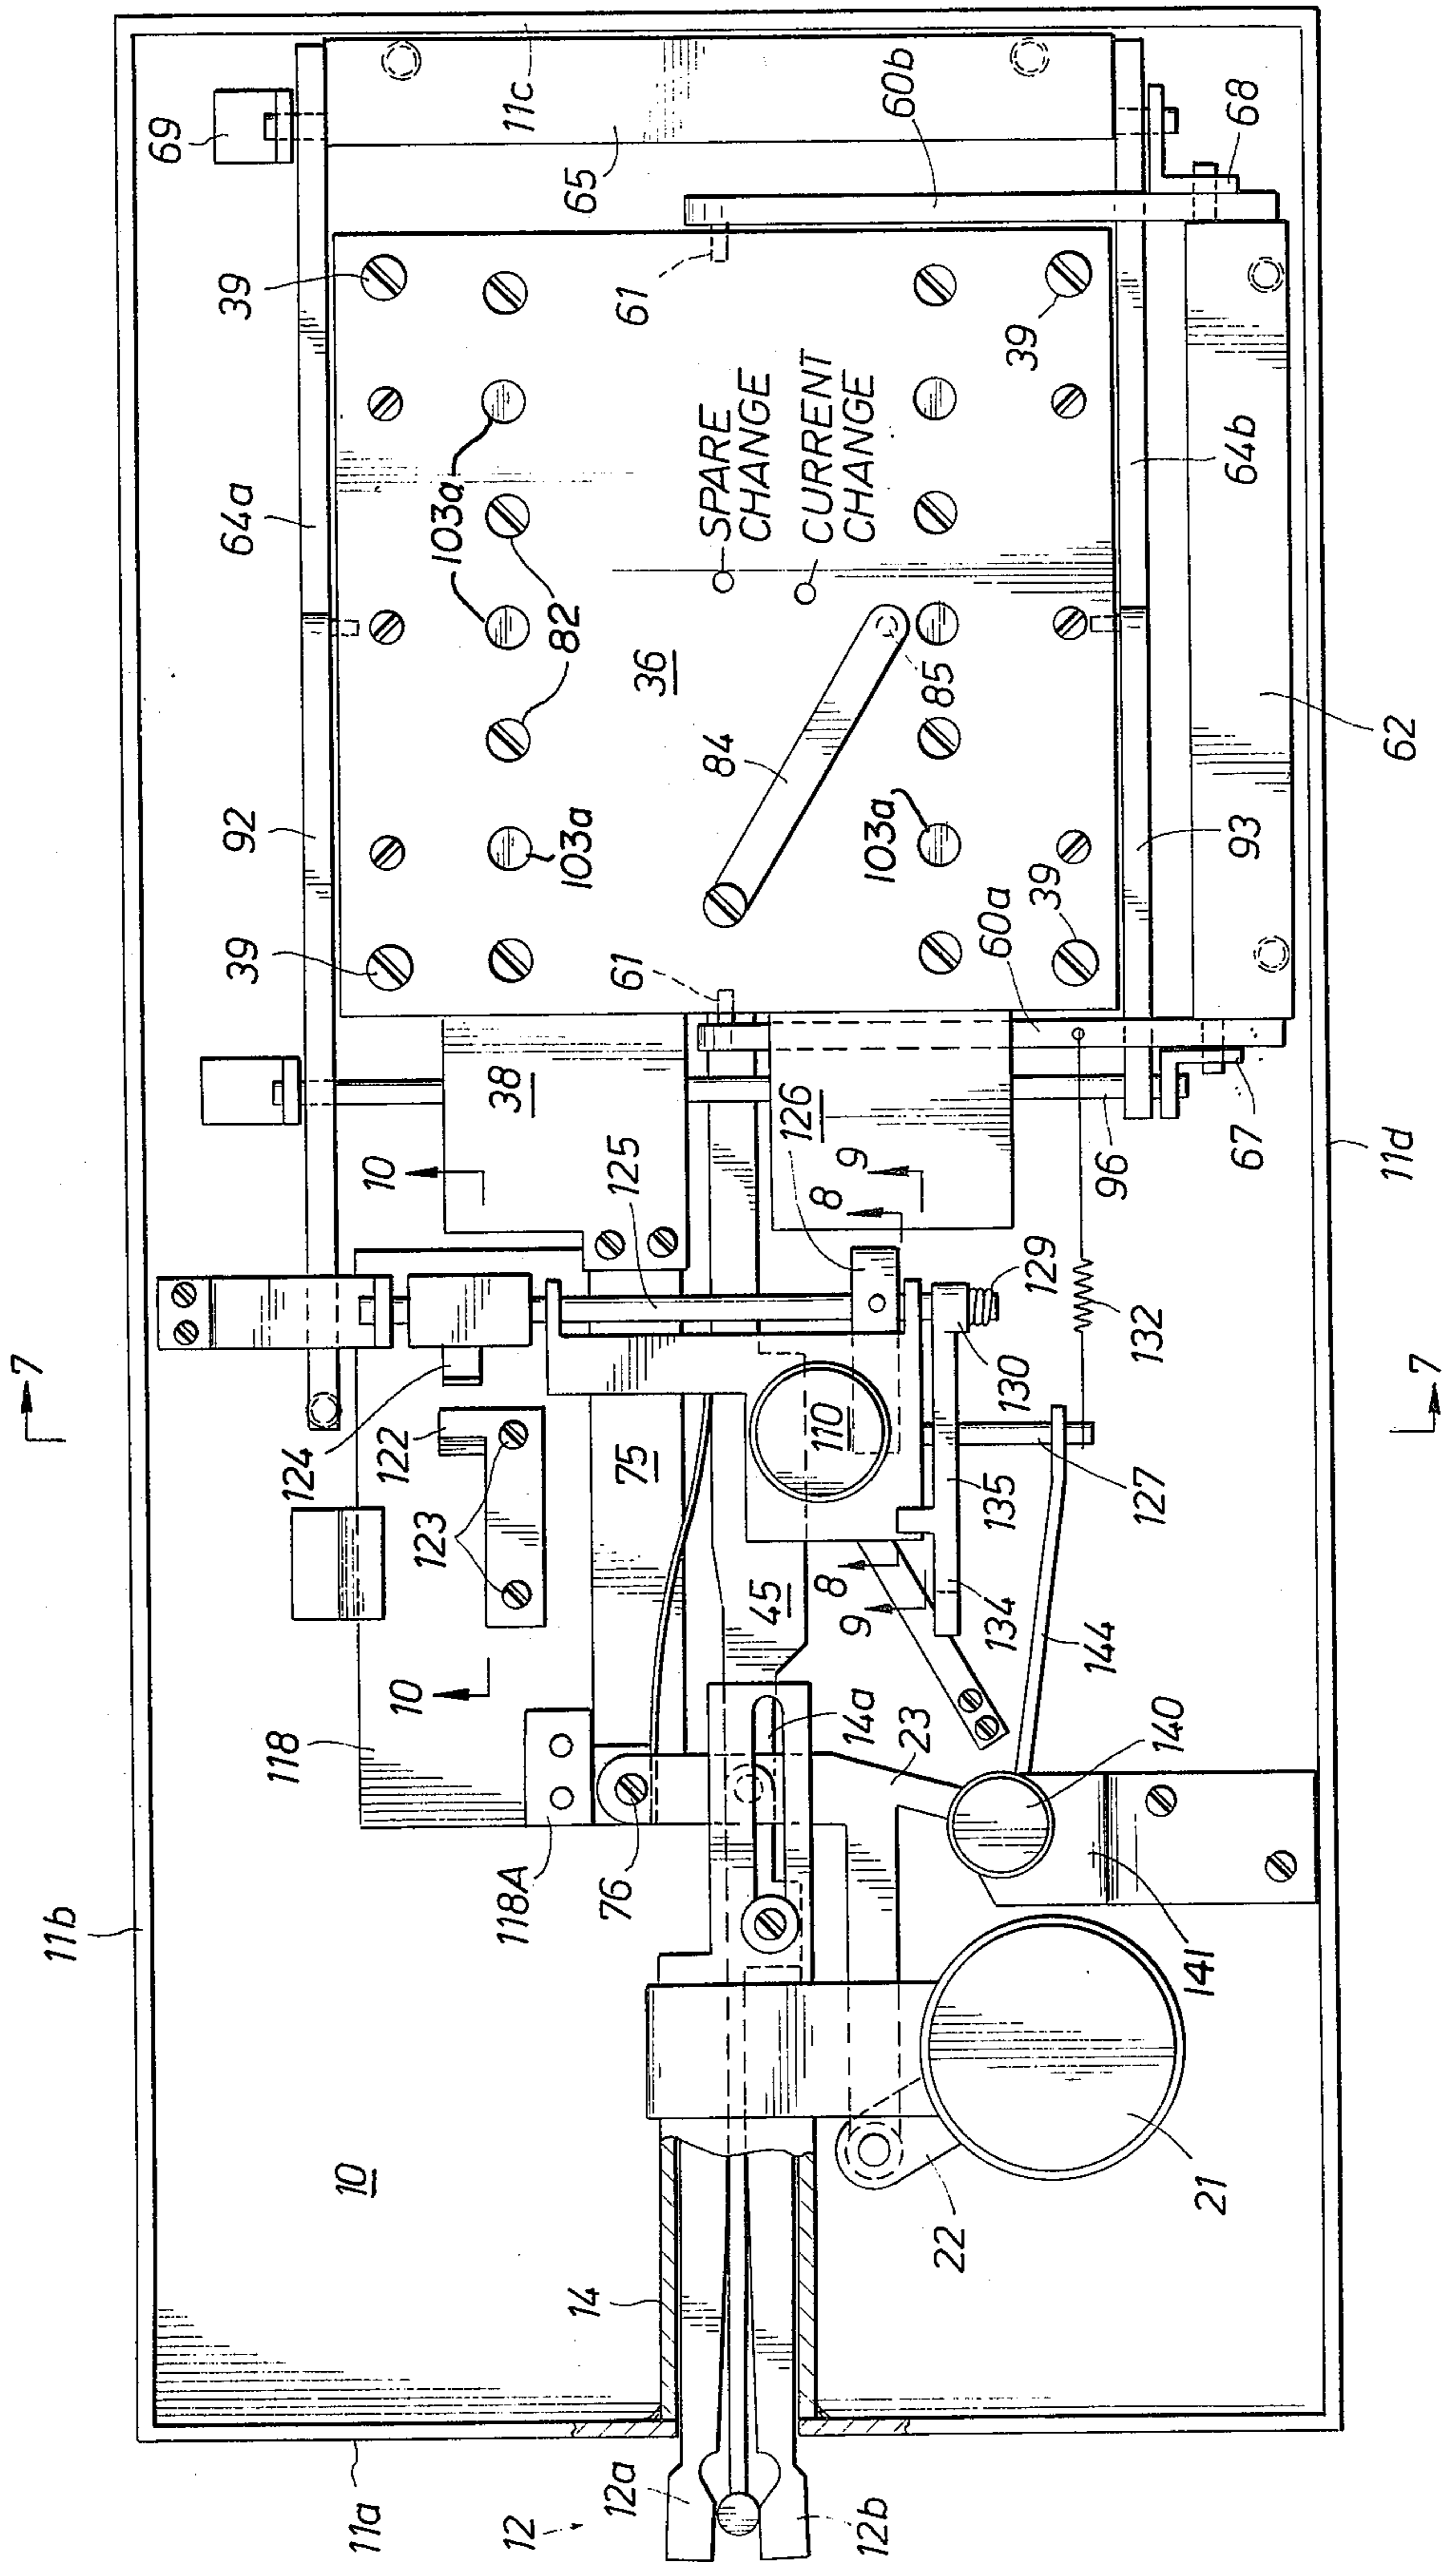 69
11c
65
60b
68
39
61
39
64a
103a
SPARE
CHANGE
CURRENT
CHANGE
64b
82
36
85
84
62
92
103a
103a
93
39
61
60a
39
38
126
67
96
11d
10
125
9
8
129
132
7
7
124
122
110
130
127
75
123
135
45
8
9
134
144
10
118
14a
23
140
118A
76
141
11b
10
21
22
14
11a
12
12a
12b